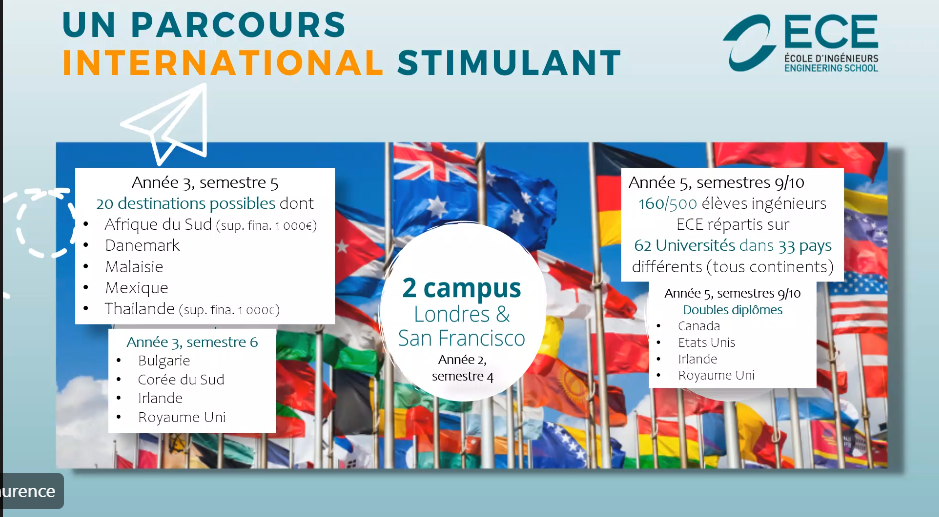 UN PARCOURS
INTERNATIONAL STIMULANT
ECE
ÉCOLE D'INGÉNIEURS
ENGINEERING SCHOOL
Année 3, semestre 5
20 destinations possibles dont
• Afrique du Sud (sup. fina. 1 000€)
• Danemark
• Malaisie
• Mexique
• Thaïlande (sup. fina. 1 000€)
Année 3, semestre 6
• Bulgarie
• Corée du Sud
• Irlande
• Royaume Uni
2 campus
Londres &
San Francisco
Année 2,
semestre 4
Année 5, semestres 9/10
160/500 élèves ingénieurs
ECE répartis sur
62 Universités dans 33 pays
différents (tous continents)
Année 5, semestres 9/10
Doubles diplômes
• Canada
• Etats Unis
• Irlande
• Royaume Uni
urence